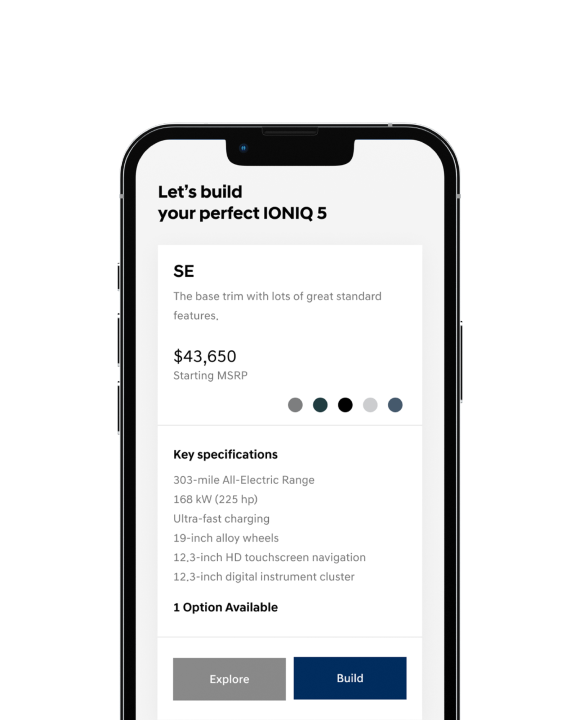 Let's build
your perfect IONIQ 5
SE
The base trim with lots of great standard
features.
$43,650
Starting MSRP
Key specifications
303-mile All-Electric Range
168 kW (225 hp)
Ultra-fast charging
19-inch alloy wheels
12.3-inch HD touchscreen navigation
12.3-inch digital instrument cluster
1 Option Available
Explore
Build